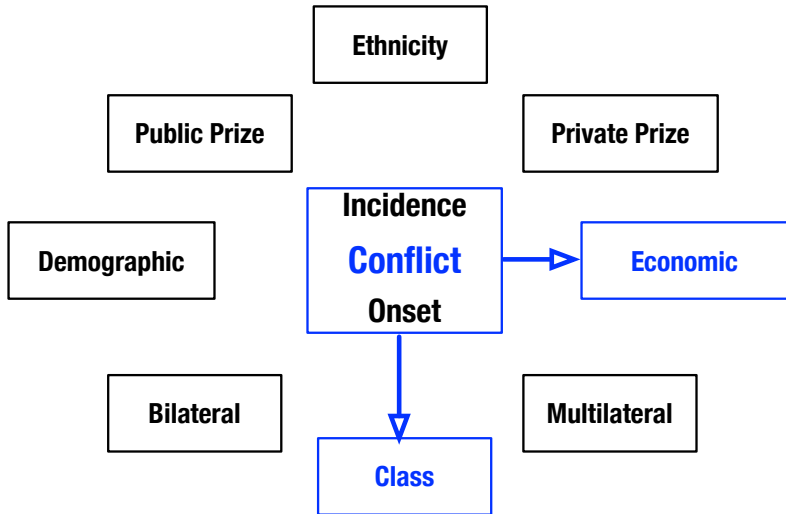 Ethnicity
Public Prize
Private Prize
Incidence
Demographic
Conflict
Economic
Onset
Bilateral
Multilateral
Class